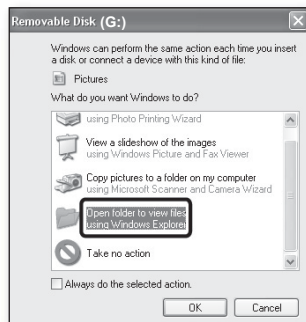 Removable Disk (G:)
Windows can perform the same action each time you insert
a disk or connect a device with this kind of file:
Pictures
What do you want Windows to do?
using Photo Printing Wizard
View a slideshow of the images
using Windows Picture and Fax Viewer
Copy pictures to a folder on my computer
using Microsoft Scanner and Camera Wizard
Open folder to view files
using Windows Explorer
Take no action
Always do the selected action.
OK
Cancel